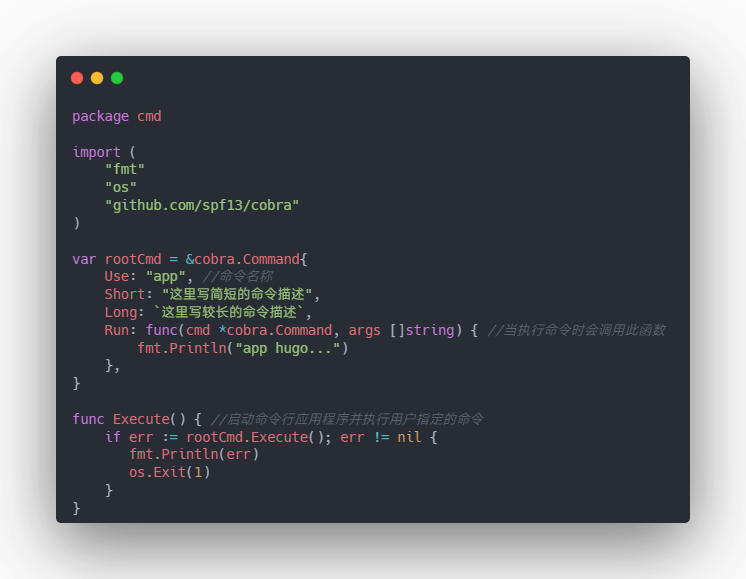 package cmd

import (
    "fmt"
    "os"
    "github.com/spf13/cobra"
)

var rootCmd = &cobra.Command{
    Use: "app", //命令名称
    Short: "这里写简短的命令描述",
    Long: `这里写较长的命令描述`,
    Run: func(cmd *cobra.Command, args []string) { //当执行命令时会调用此函数
        fmt.Println("app hugo...")
    },
}

func Execute() { //启动命令行应用程序并执行用户指定的命令
    if err := rootCmd.Execute(); err != nil {
       fmt.Println(err)
       os.Exit(1)
    }
}